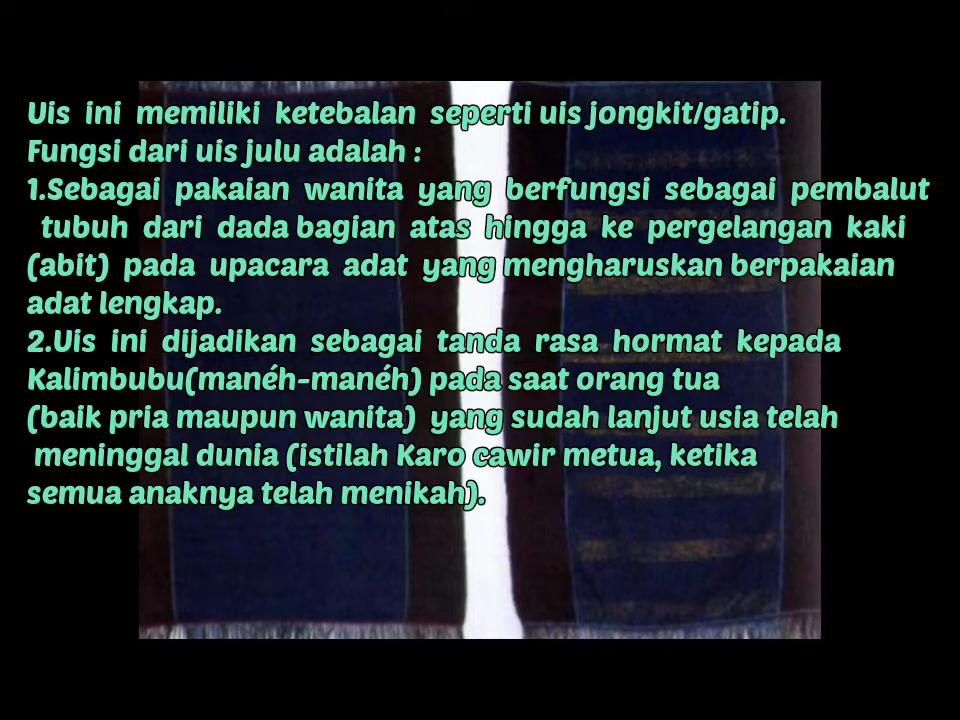 Uis ini memiliki ketebalan seperti uis jongkit/gatip.
Fungsi dari uis julu adalah :
1.Sebagai pakaian wanita yang berfungsi sebagai pembalut
tubuh dari dada bagian atas hingga ke pergelangan kaki
(abit) pada upacara adat yang mengharuskan berpakaian
adat lengkap.
2.Uis ini dijadikan sebagai tanda rasa hormat kepada
Kalimbubu(manéh-manéh) pada saat orang tua
(baik pria maupun wanita) yang sudah lanjut usia telah
meninggal dunia (istilah Karo cawir metua, ketika
semua anaknya telah menikah).